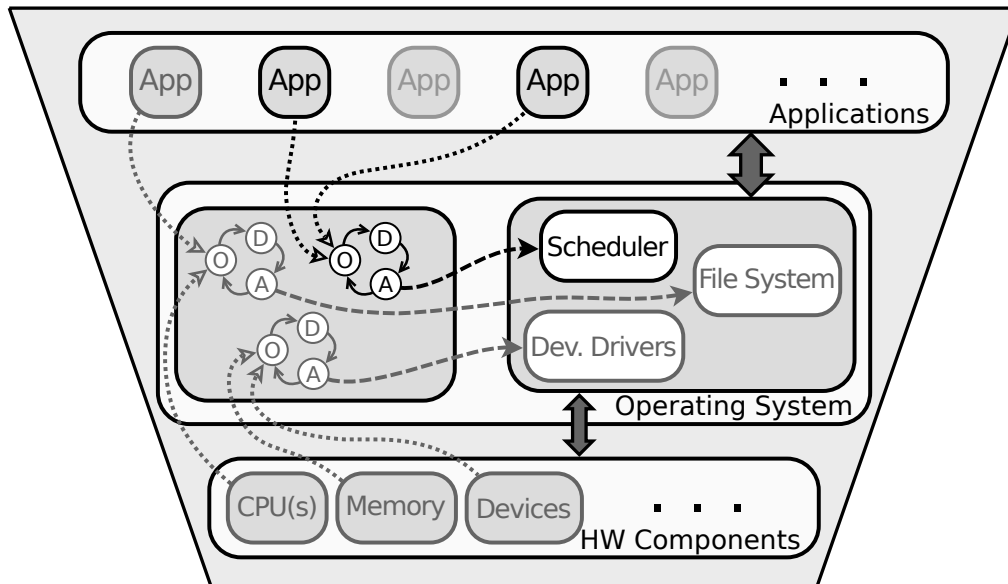 App App App App App . . .
Applications
D D
O O
A A
Scheduler
File System
D
O
A
Dev. Drivers
Operating System
CPU(s) Memory Devices . . .
HW Components